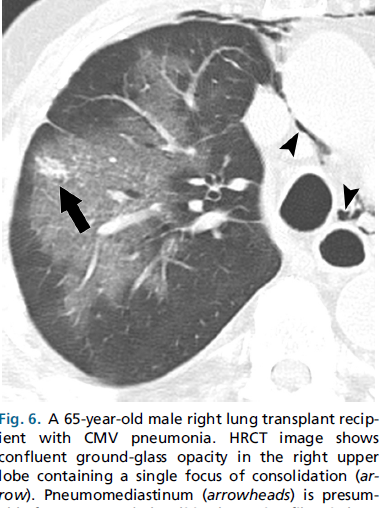 Fig. 6. A 65-year-old male right lung transplant recip-
ient with CMV pneumonia. HRCT image shows
confluent ground-glass opacity in the right upper
lobe containing a single focus of consolidation (ar-
row). Pneumomediastinum (arrowheads) is presum-